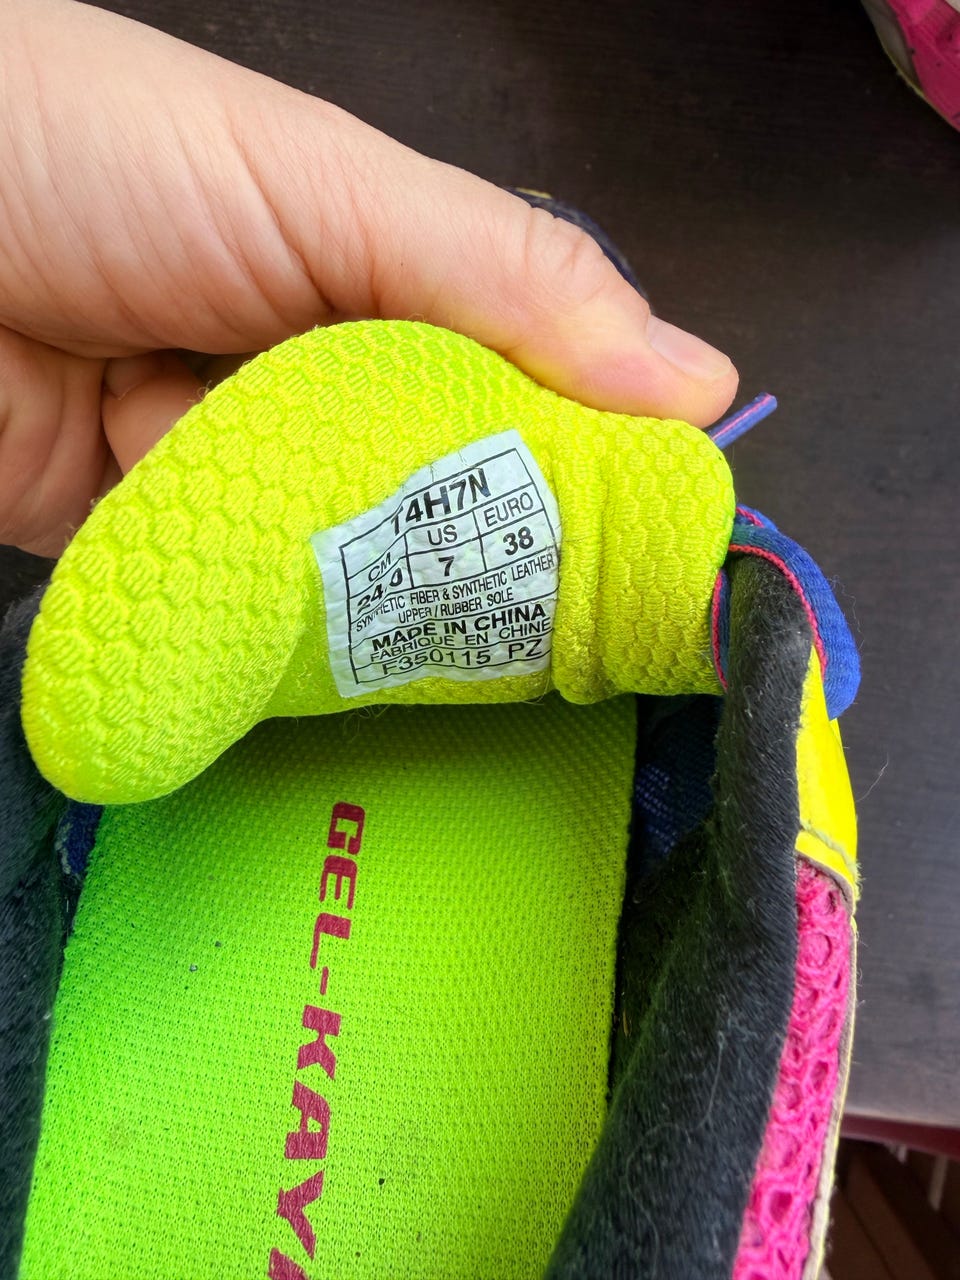 T4H7N
CM US EURO
24.0 7 38
SYNTHETIC FIBER & SYNTHETIC LEATHER
UPPER / RUBBER SOLE
MADE IN CHINA
FABRIQUE EN CHINE
F350115 PZ
GEL-KAYA